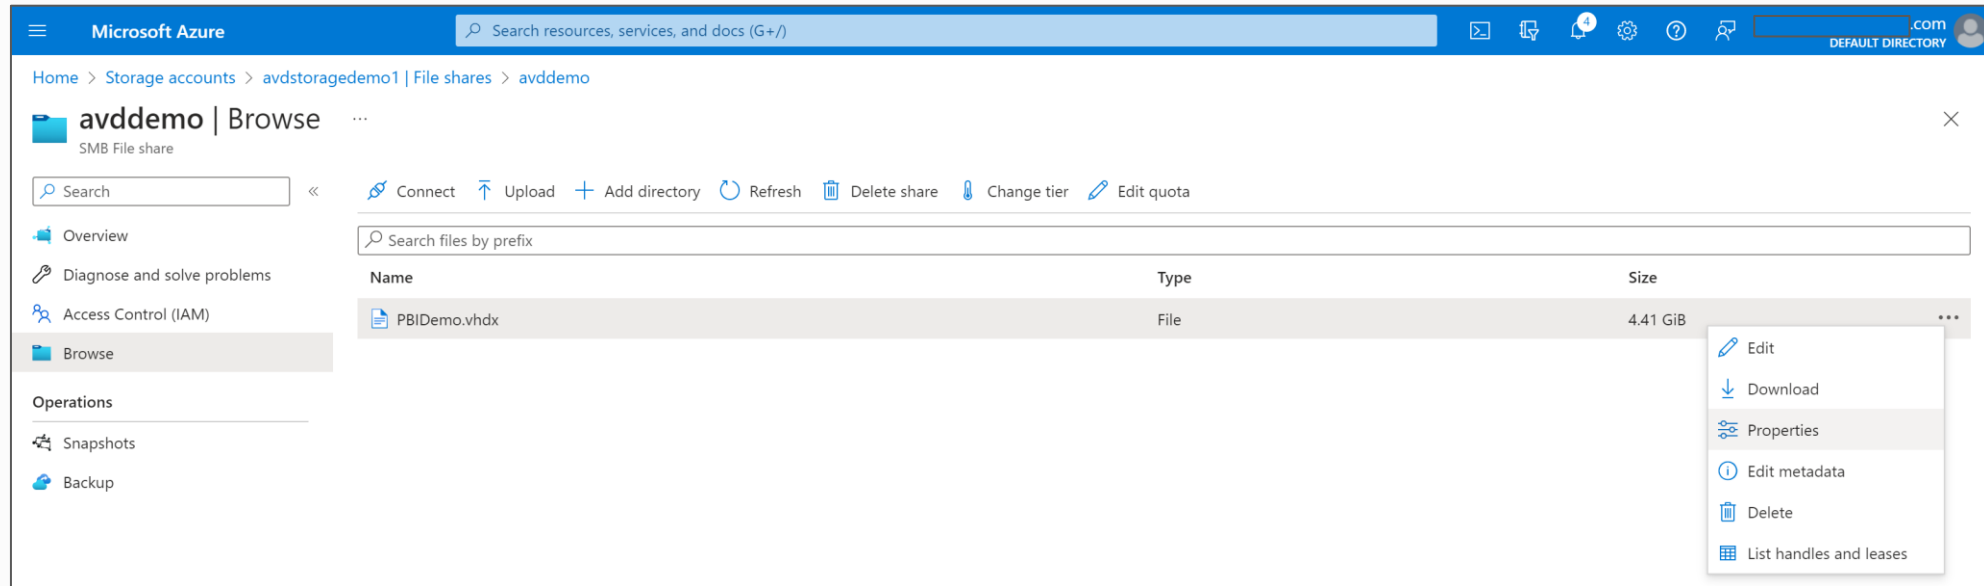 Microsoft Azure
Search resources, services, and docs (G+/)
4
.com
DEFAULT DIRECTORY
Home > Storage accounts > avdstoragedemo1 | File shares > avddemo
avddemo | Browse ...
SMB File share
Search
«
Connect Upload Add directory Refresh Delete share Change tier Edit quota
Overview
Diagnose and solve problems
Access Control (IAM)
Browse
Operations
Snapshots
Backup
Search files by prefix
Name Type Size
PBIDemo.vhdx File 4.41 GiB ...
Edit
Download
Properties
Edit metadata
Delete
List handles and leases